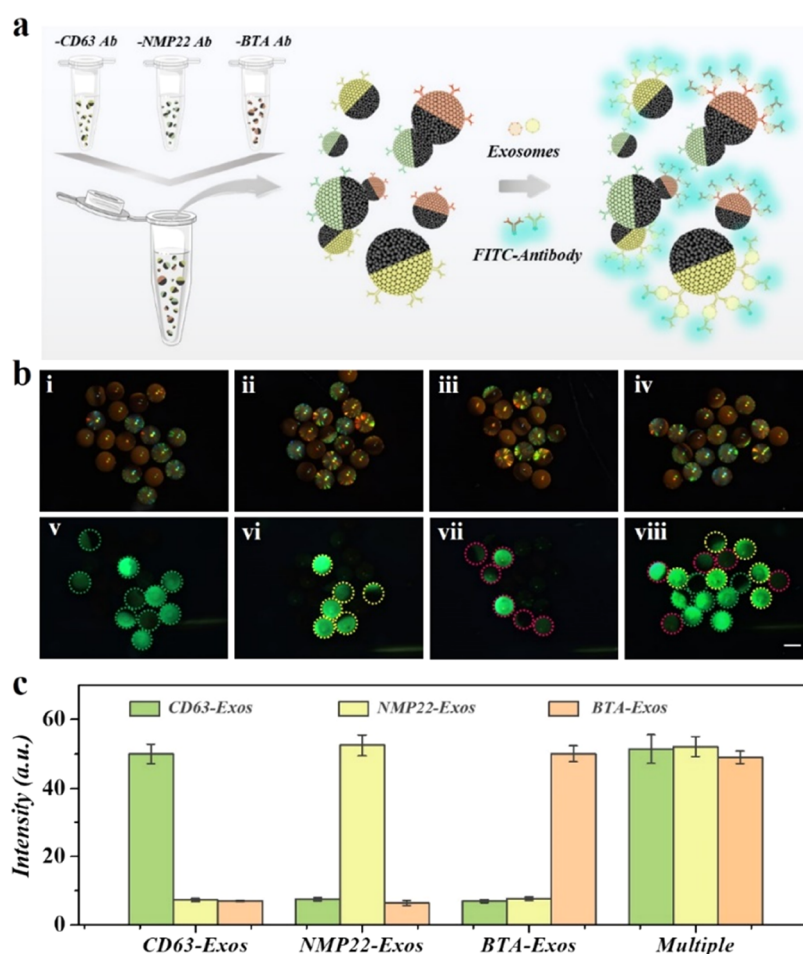 a
-CD63 Ab -NMP22 Ab -BTA Ab
Exosomes
FITC-Antibody
b
i ii iii iv
v vi vii viii
c
CD63-Exos NMP22-Exos BTA-Exos
Intensity (a.u.)
60
40
20
0
CD63-Exos NMP22-Exos BTA-Exos Multiple